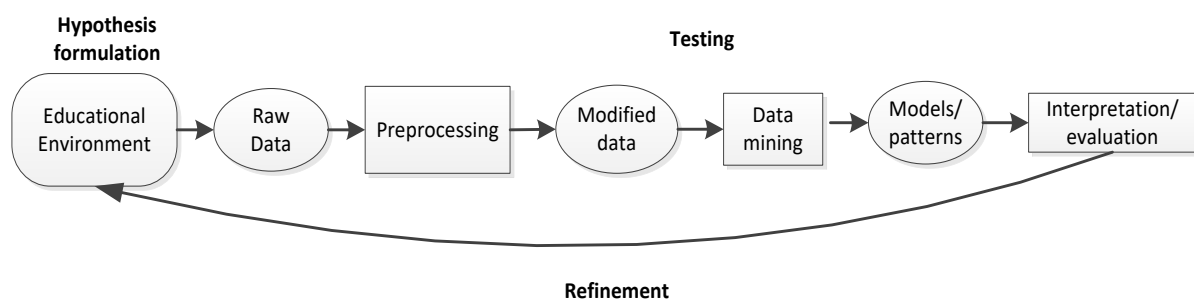 Hypothesis
formulation
Testing
Educational
Environment
Raw
Data
Preprocessing
Modified
data
Data
mining
Models/
patterns
Interpretation/
evaluation
Refinement